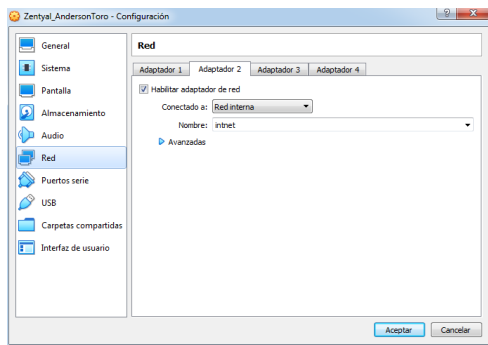 Zentyal_AndersonToro - Configuración
General
Sistema
Pantalla
Almacenamiento
Audio
Red
Puertos serie
USB
Carpetas compartidas
Interfaz de usuario
Red
Adaptador 1 Adaptador 2 Adaptador 3 Adaptador 4
Habilitar adaptador de red
Conectado a: Red interna
Nombre: intnet
Avanzadas
Aceptar Cancelar